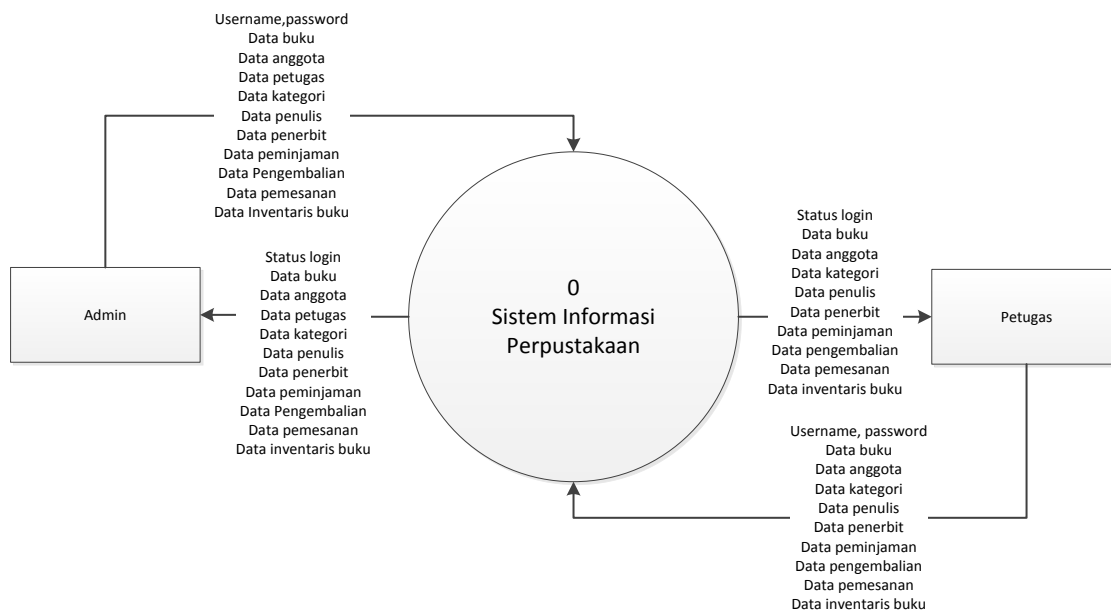 Username,password
Data buku
Data anggota
Data petugas
Data kategori
Data penulis
Data penerbit
Data peminjaman
Data Pengembalian
Data pemesanan
Data Inventaris buku
Admin
Status login
Data buku
Data anggota
Data petugas
Data kategori
Data penulis
Data penerbit
Data peminjaman
Data Pengembalian
Data pemesanan
Data inventaris buku
0
Sistem Informasi
Perpustakaan
Status login
Data buku
Data anggota
Data kategori
Data penulis
Data penerbit
Data peminjaman
Data pengembalian
Data pemesanan
Data inventaris buku
Petugas
Username, password
Data buku
Data anggota
Data kategori
Data penulis
Data penerbit
Data peminjaman
Data pengembalian
Data pemesanan
Data inventaris buku